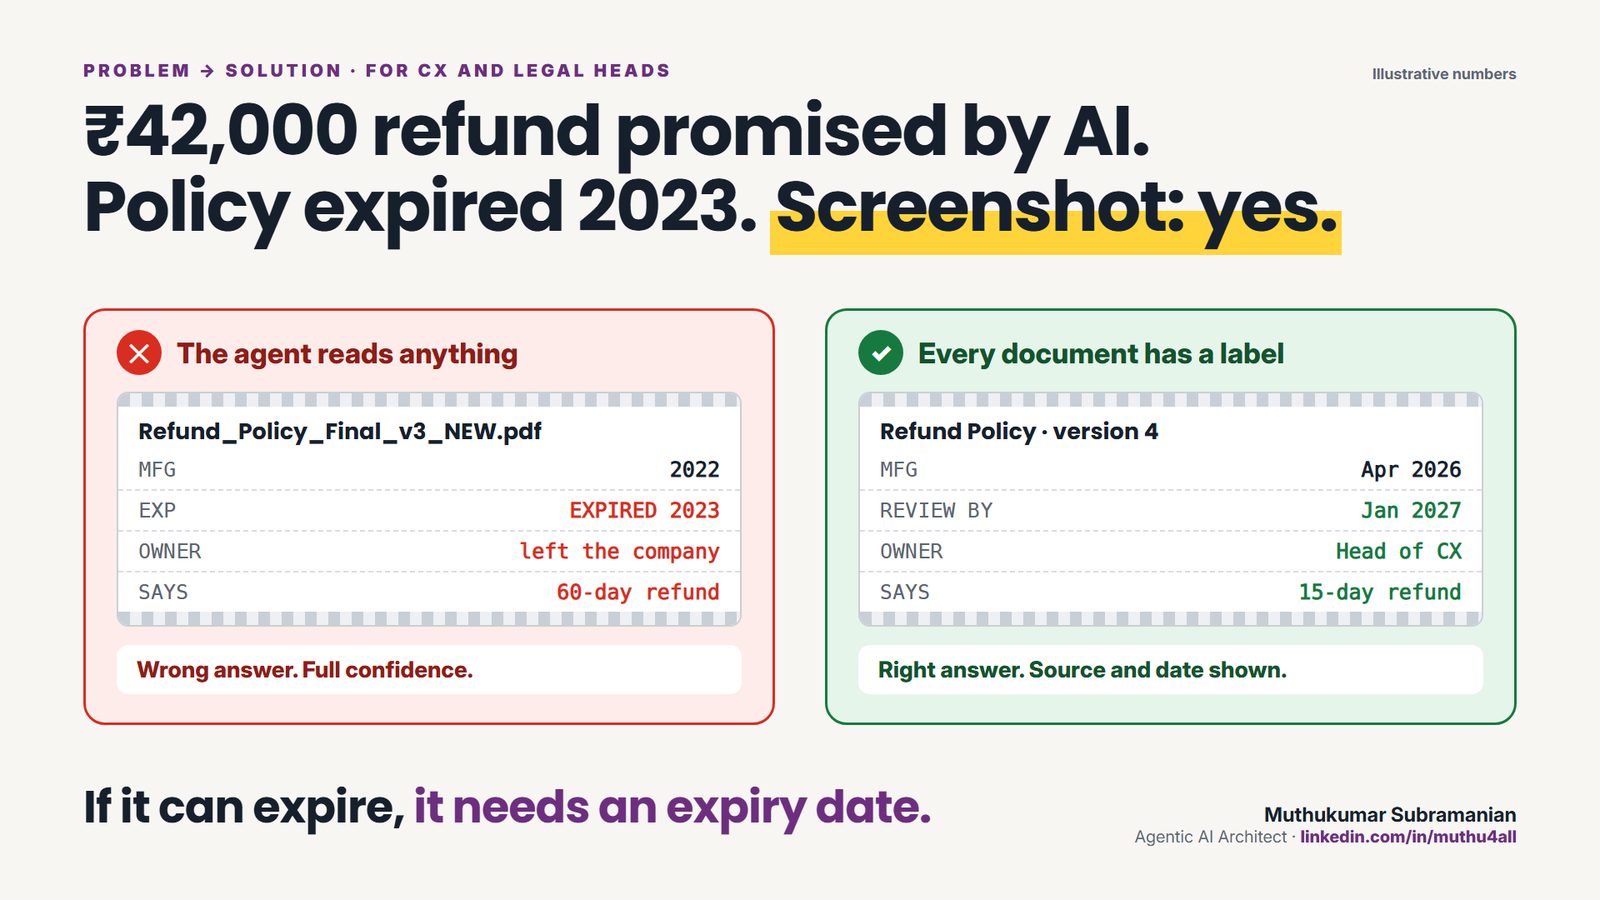 PROBLEM → SOLUTION · FOR CX AND LEGAL HEADS
Illustrative numbers
₹42,000 refund promised by AI.
Policy expired 2023. Screenshot: yes.
The agent reads anything
Refund_Policy_Final_v3_NEW.pdf
MFG 2022
EXP EXPIRED 2023
OWNER left the company
SAYS 60-day refund
Wrong answer. Full confidence.
Every document has a label
Refund Policy · version 4
MFG Apr 2026
REVIEW BY Jan 2027
OWNER Head of CX
SAYS 15-day refund
Right answer. Source and date shown.
If it can expire, it needs an expiry date.
Muthukumar Subramanian
Agentic AI Architect · linkedin.com/in/muthu4all